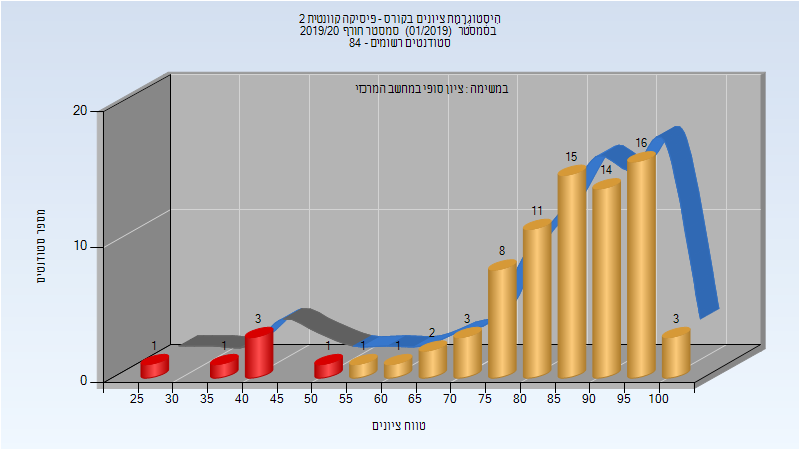 היסטוגרמת ציונים בקורס - פיסיקה קוונטית 2
בסמסטר (01/2019) סמסטר חורף 2019/20
סטודנטים רשומים - 84
במשימה : ציון סופי במחשב המרכזי
מספר סטודנטים
20
10
0
1
1
3
1
1
1
2
3
8
11
15
14
16
3
25 30 35 40 45 50 55 60 65 70 75 80 85 90 95 100
טווח ציונים